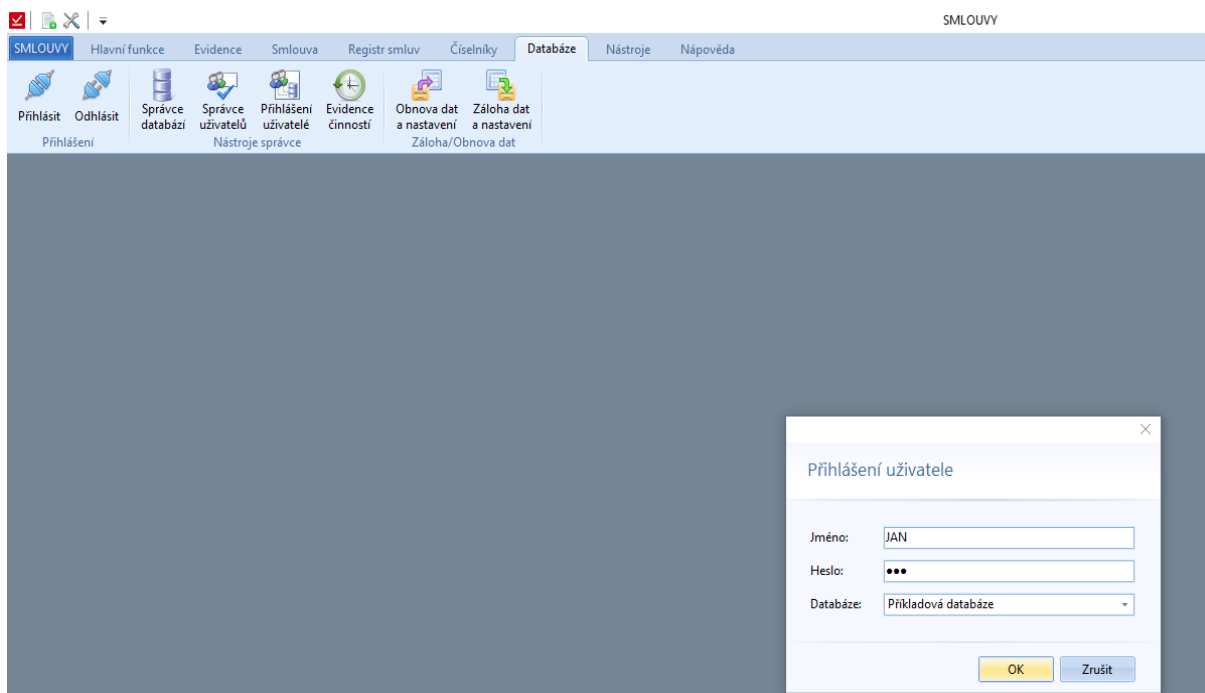 SMLOUVY
SMLOUVY Hlavní funkce Evidence Smlouva Registr smluv Číselníky Databáze Nástroje Nápověda
Přihlásit Odhlásit
Přihlášení
Správce databází
Správce uživatelů
Přihlášení uživatelé
Evidence činností
Nástroje správce
Obnova dat a nastavení
Záloha dat a nastavení
Záloha/Obnova dat
Přihlášení uživatele
Jméno: JAN
Heslo: ●●●
Databáze: Příkladová databáze
OK Zrušit